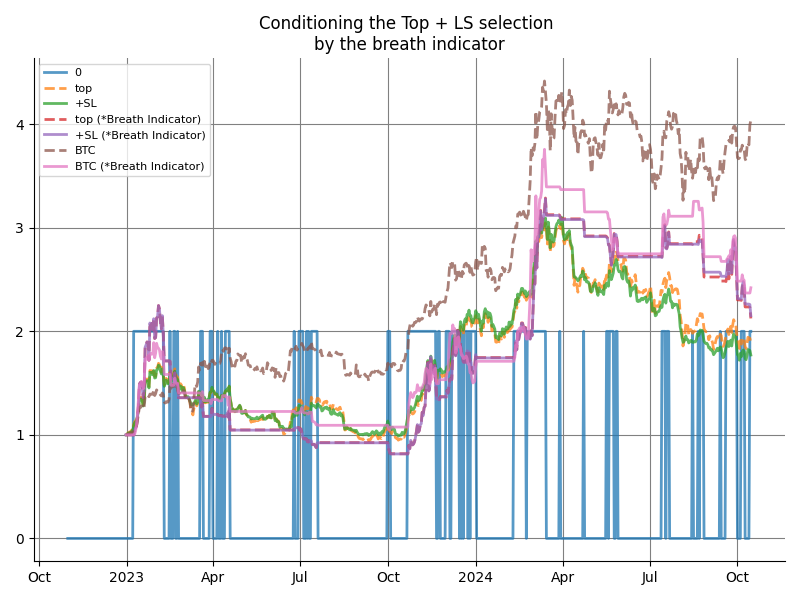 Conditioning the Top + LS selection
by the breath indicator
0
top
+SL
top (*Breath Indicator)
+SL (*Breath Indicator)
BTC
BTC (*Breath Indicator)
4
3
2
1
0
Oct
2023
Apr
Jul
Oct
2024
Apr
Jul
Oct